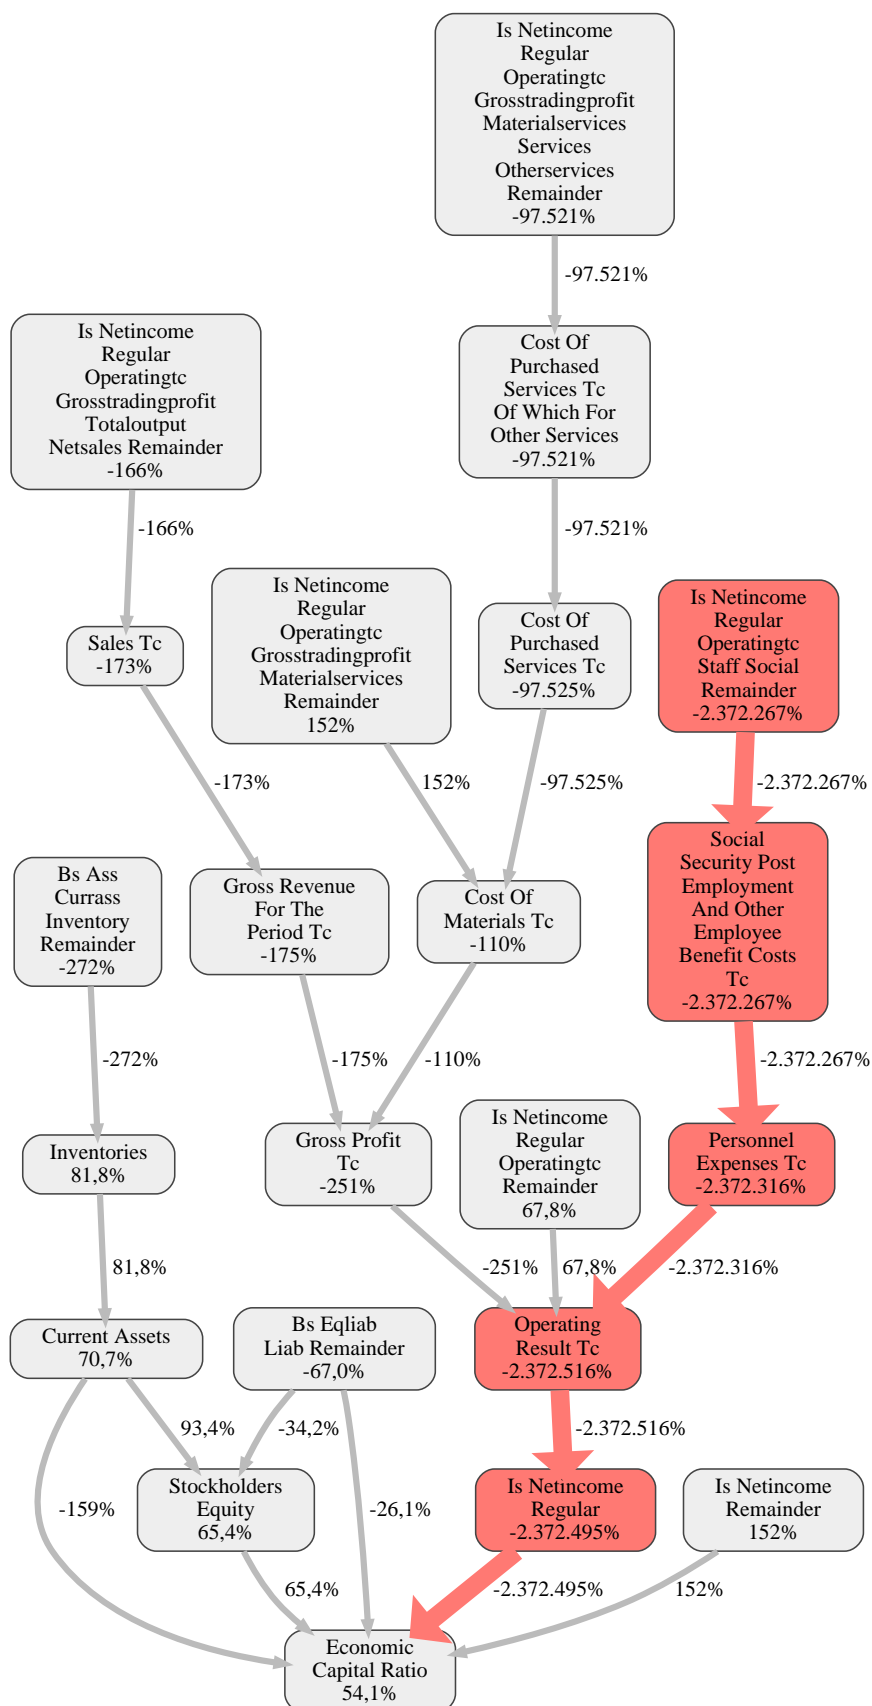 Is Netincome
Regular
Operatingtc
Grosstradingprofit
Materialservices
Services
Otherservices
Remainder
-97.521%
-97.521%
Is Netincome
Regular
Operatingtc
Grosstradingprofit
Totaloutput
Netsales Remainder
-166%
Cost Of
Purchased
Services Tc
Of Which For
Other Services
-97.521%
-166%
-97.521%
Is Netincome
Regular
Operatingtc
Grosstradingprofit
Materialservices
Remainder
152%
Is Netincome
Regular
Operatingtc
Staff Social
Remainder
-2.372.267%
Sales Tc
-173%
Cost Of
Purchased
Services Tc
-97.525%
-173%
152%
-97.525%
-2.372.267%
Bs Ass
Currass
Inventory
Remainder
-272%
Gross Revenue
For The
Period Tc
-175%
Cost Of
Materials Tc
-110%
Social
Security Post
Employment
And Other
Employee
Benefit Costs
Tc
-2.372.267%
-272%
-175%
-110%
-2.372.267%
Inventories
81,8%
Gross Profit
Tc
-251%
Is Netincome
Regular
Operatingtc
Remainder
67,8%
Personnel
Expenses Tc
-2.372.316%
81,8%
-251%
67,8%
-2.372.316%
Current Assets
70,7%
Bs Eqliab
Liab Remainder
-67,0%
Operating
Result Tc
-2.372.516%
93,4%
-34,2%
-2.372.516%
-159%
Stockholders
Equity
65,4%
-26,1%
Is Netincome
Regular
-2.372.495%
Is Netincome
Remainder
152%
65,4%
-2.372.495%
152%
Economic
Capital Ratio
54,1%